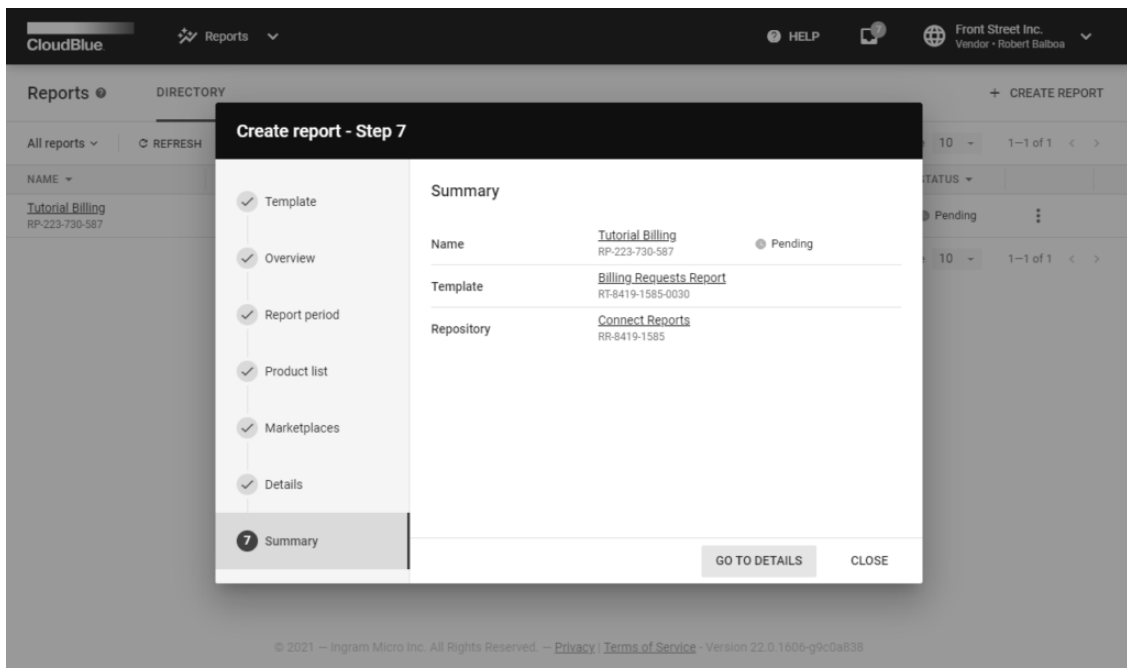 CloudBlue.
Reports
HELP
7
Front Street Inc.
Vendor • Robert Balboa
Reports
DIRECTORY
+ CREATE REPORT
All reports
REFRESH
10
1–1 of 1
NAME
STATUS
Tutorial Billing
RP-223-730-587
Pending
10
1–1 of 1
Create report - Step 7
Template
Overview
Report period
Product list
Marketplaces
Details
7 Summary
Summary
Name
Tutorial Billing
RP-223-730-587
Pending
Template
Billing Requests Report
RT-8419-1585-0030
Repository
Connect Reports
RR-8419-1585
GO TO DETAILS
CLOSE
© 2021 — Ingram Micro Inc. All Rights Reserved. — Privacy | Terms of Service - Version 22.0.1606-g9c0a838